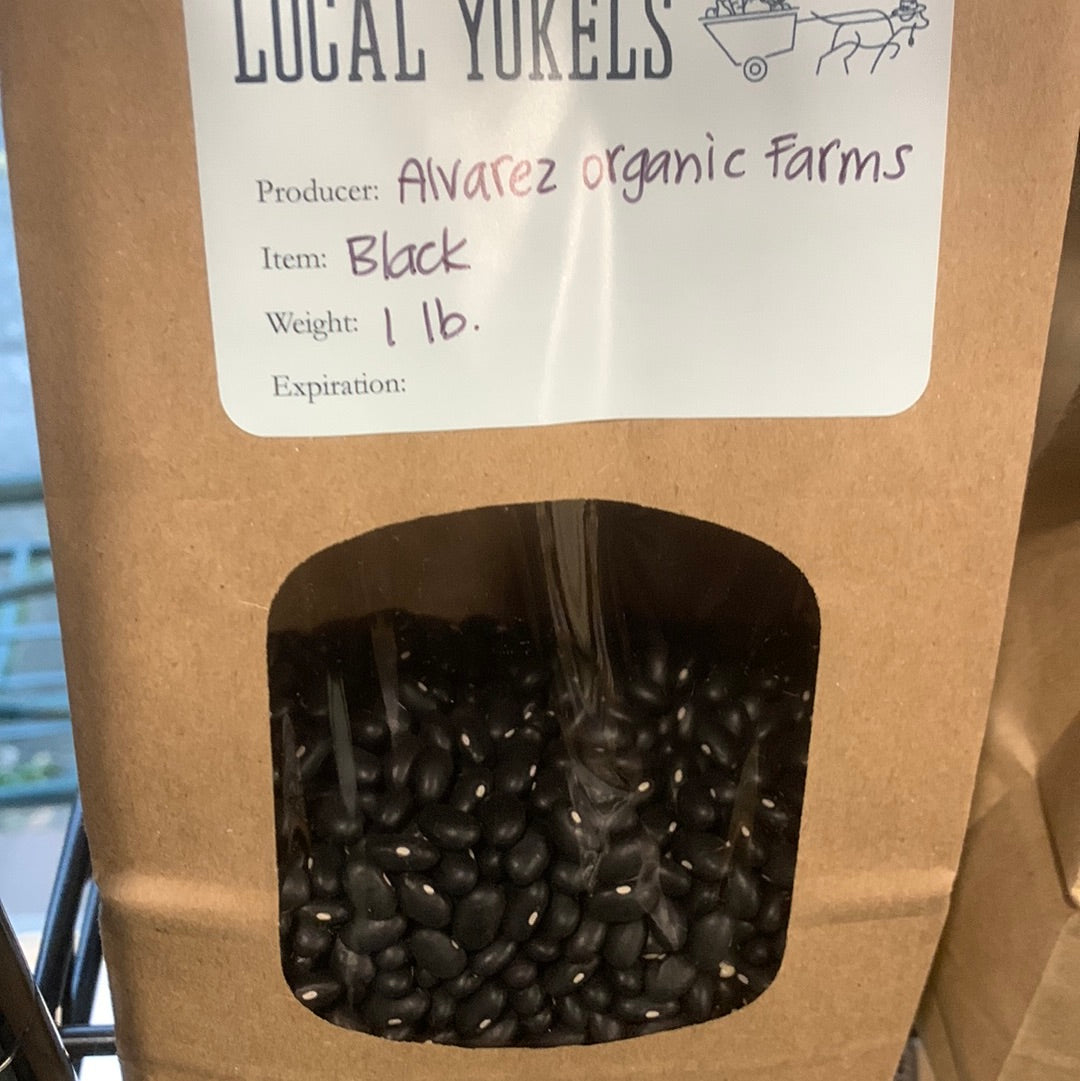 LOCAL YOKELS
Producer: Alvarez organic Farms
Item: Black
Weight: 1 lb.
Expiration: